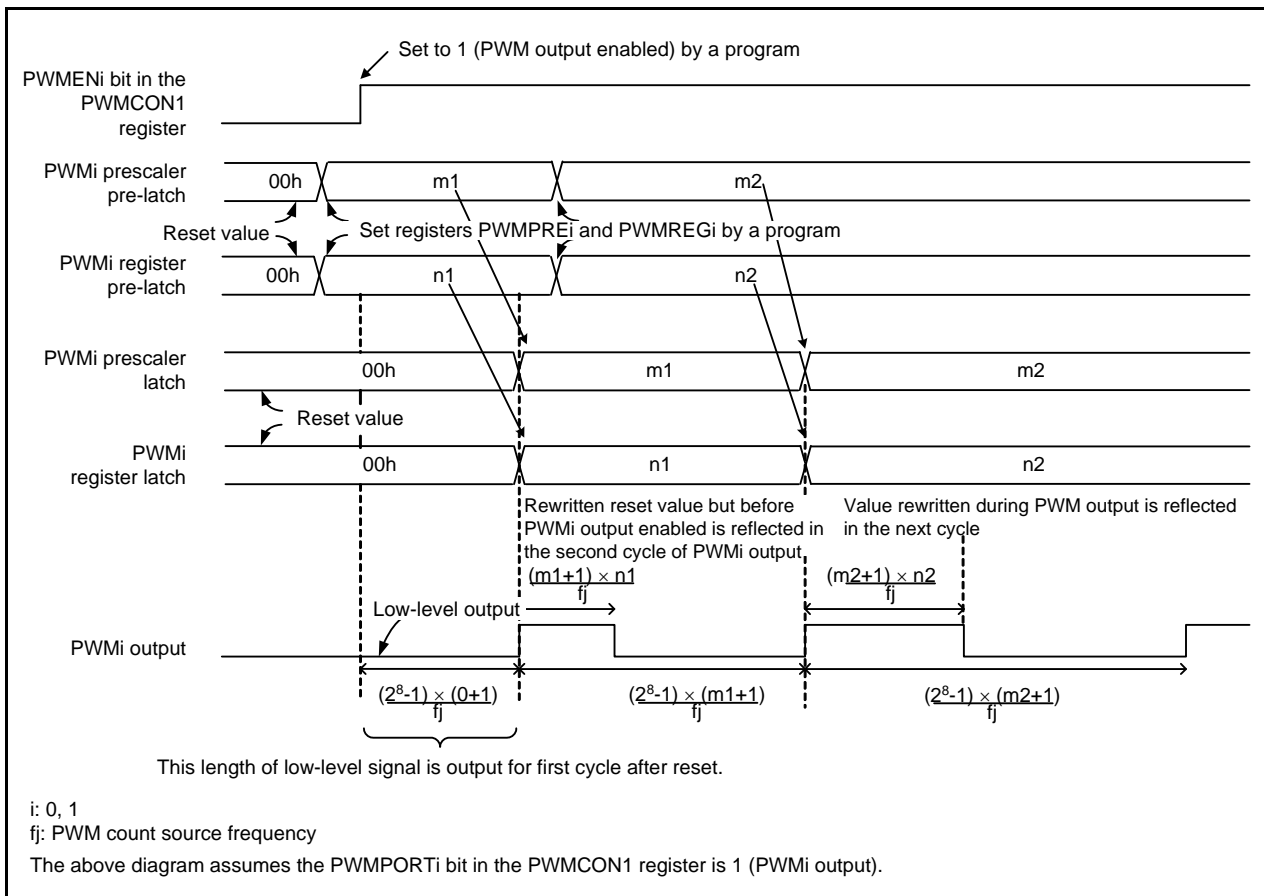 Set to 1 (PWM output enabled) by a program
PWMENi bit in the
PWMCON1
register
PWMi prescaler
pre-latch
00h
m1
m2
Reset value
Set registers PWMPREi and PWMREGi by a program
PWMi register
pre-latch
00h
n1
n2
PWMi prescaler
latch
00h
m1
m2
Reset value
PWMi
register latch
00h
n1
n2
Rewritten reset value but before
PWMi output enabled is reflected in
the second cycle of PWMi output
Value rewritten during PWM output is reflected
in the next cycle
(m1+1) × n1
fj
(m2+1) × n2
fj
Low-level output
PWMi output
(2⁸-1) × (0+1)
fj
(2⁸-1) × (m1+1)
fj
(2⁸-1) × (m2+1)
fj
This length of low-level signal is output for first cycle after reset.
i: 0, 1
fj: PWM count source frequency
The above diagram assumes the PWMPORTi bit in the PWMCON1 register is 1 (PWMi output).